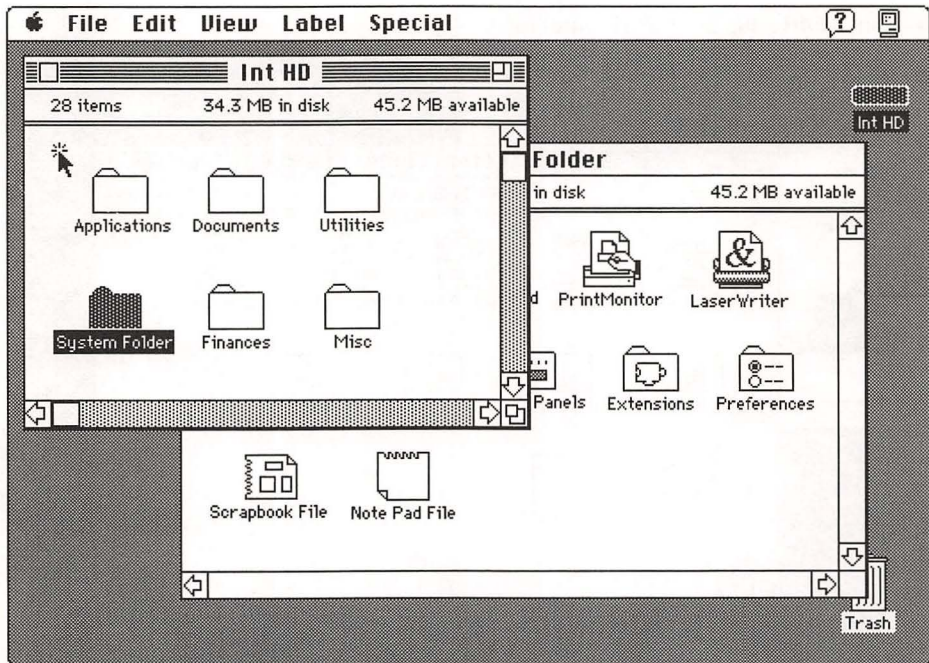 File Edit View Label Special
Int HD
28 items 34.3 MB in disk 45.2 MB available
Applications Documents Utilities
System Folder Finances Misc
Int HD
Folder
in disk 45.2 MB available
d PrintMonitor LaserWriter
Panels Extensions Preferences
Scrapbook File Note Pad File
Trash